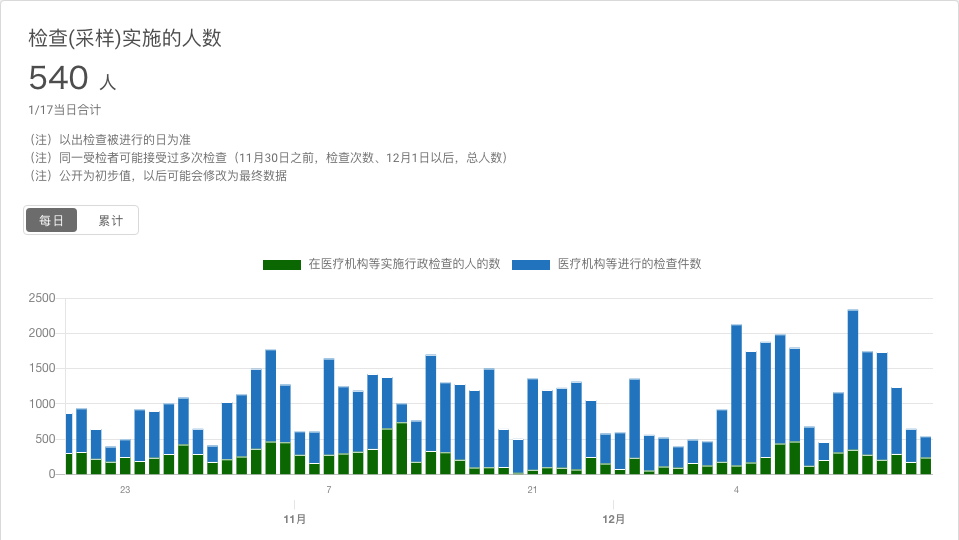 检查(采样)实施的人数
540 人
1/17当日合计
（注）以出检查被进行的日为准
（注）同一受检者可能接受过多次检查（11月30日之前，检查次数、12月1日以后，总人数）
（注）公开为初步值，以后可能会修改为最终数据
每日 累计
在医疗机构等实施行政检查的人的数 医疗机构等进行的检查件数
2500
2000
1500
1000
500
0
23 7 21 4
11月 12月